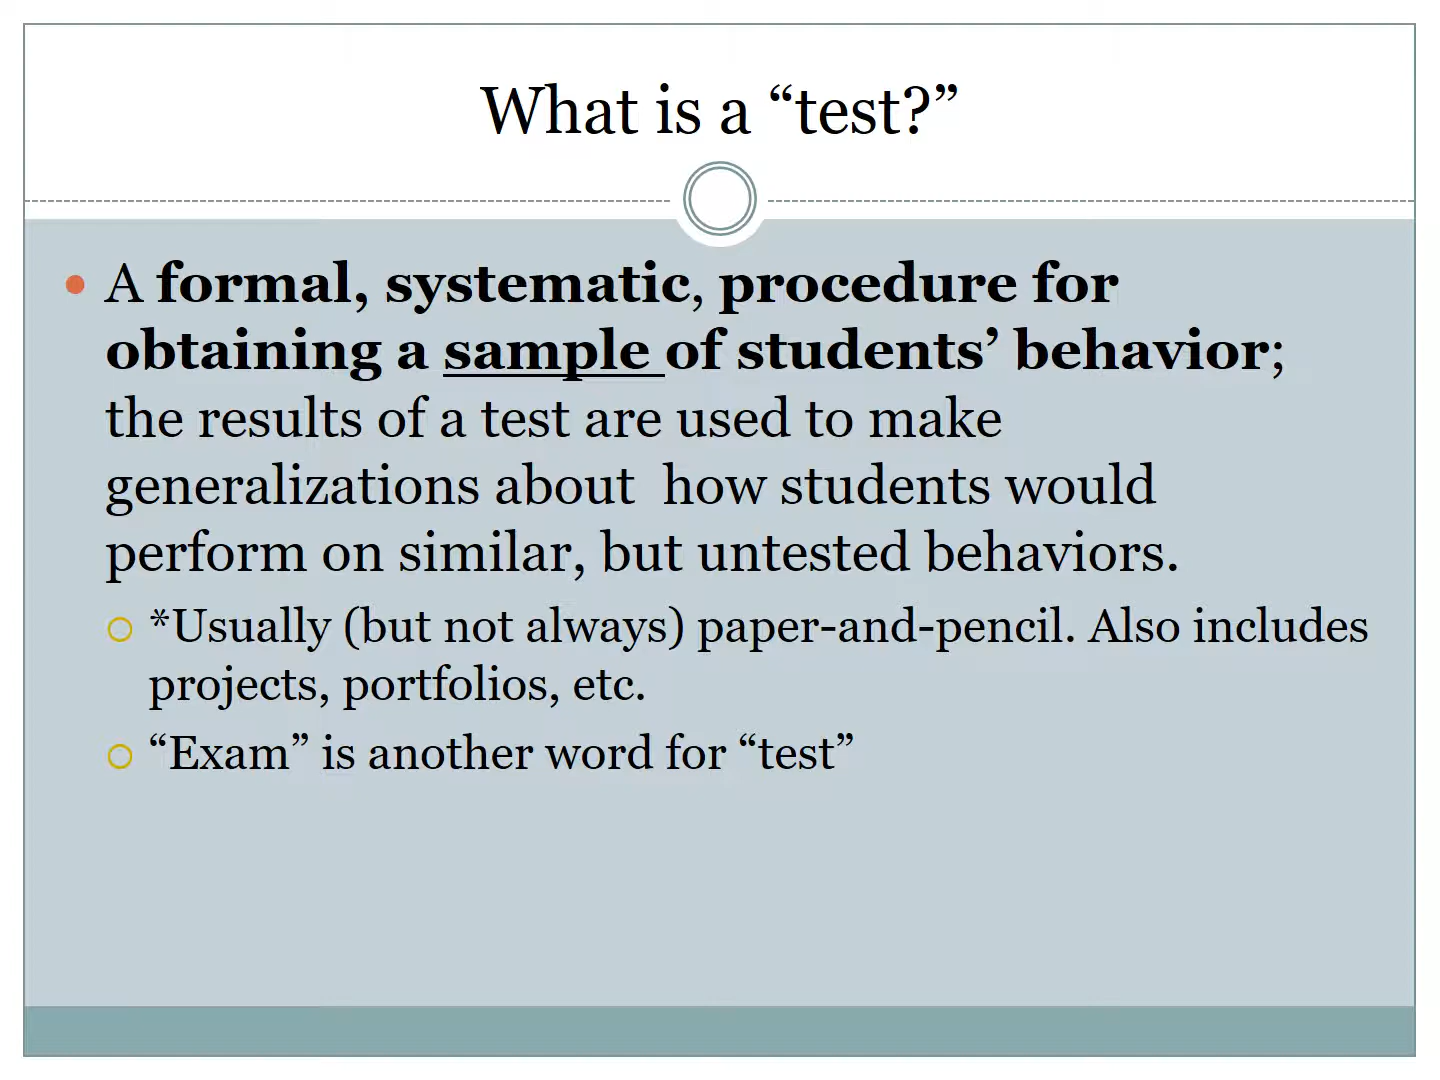 What is a “test?”
A formal, systematic, procedure for
obtaining a sample of students’ behavior;
the results of a test are used to make
generalizations about  how students would
perform on similar, but untested behaviors.
*Usually (but not always) paper-and-pencil. Also includes
projects, portfolios, etc.
“Exam” is another word for “test”